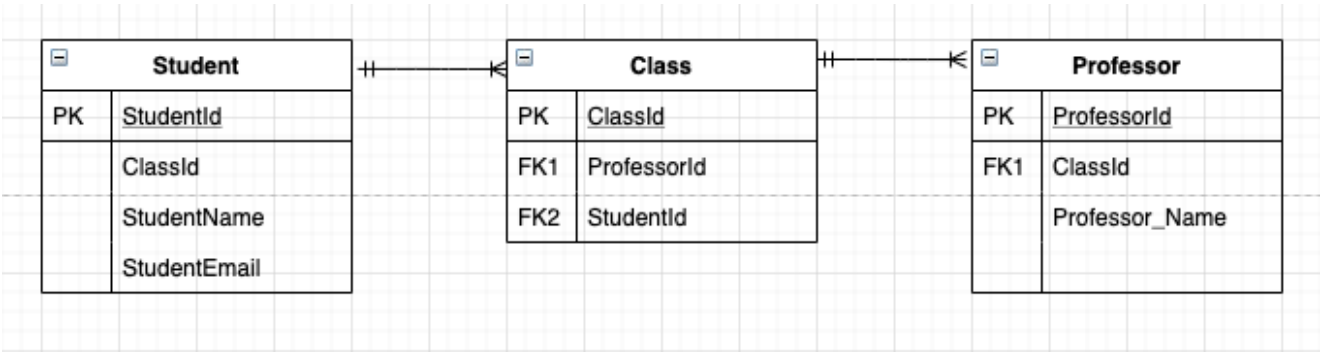 Student
PK StudentId
ClassId
StudentName
StudentEmail
Class
PK ClassId
FK1 ProfessorId
FK2 StudentId
Professor
PK ProfessorId
FK1 ClassId
Professor_Name